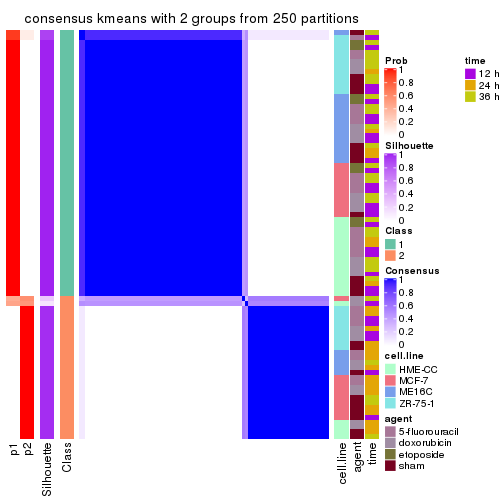 consensus kmeans with 2 groups from 250 partitions
p1
p2
Silhouette
Class
cell.line
agent
time
Prob
1
0.8
0.6
0.4
0.2
0
Silhouette
1
0.8
0.6
0.4
0.2
0
Class
1
2
Consensus
1
0.8
0.6
0.4
0.2
0
cell.line
HME-CC
MCF-7
ME16C
ZR-75-1
agent
5-fluorouracil
doxorubicin
etoposide
sham
time
12 h
24 h
36 h